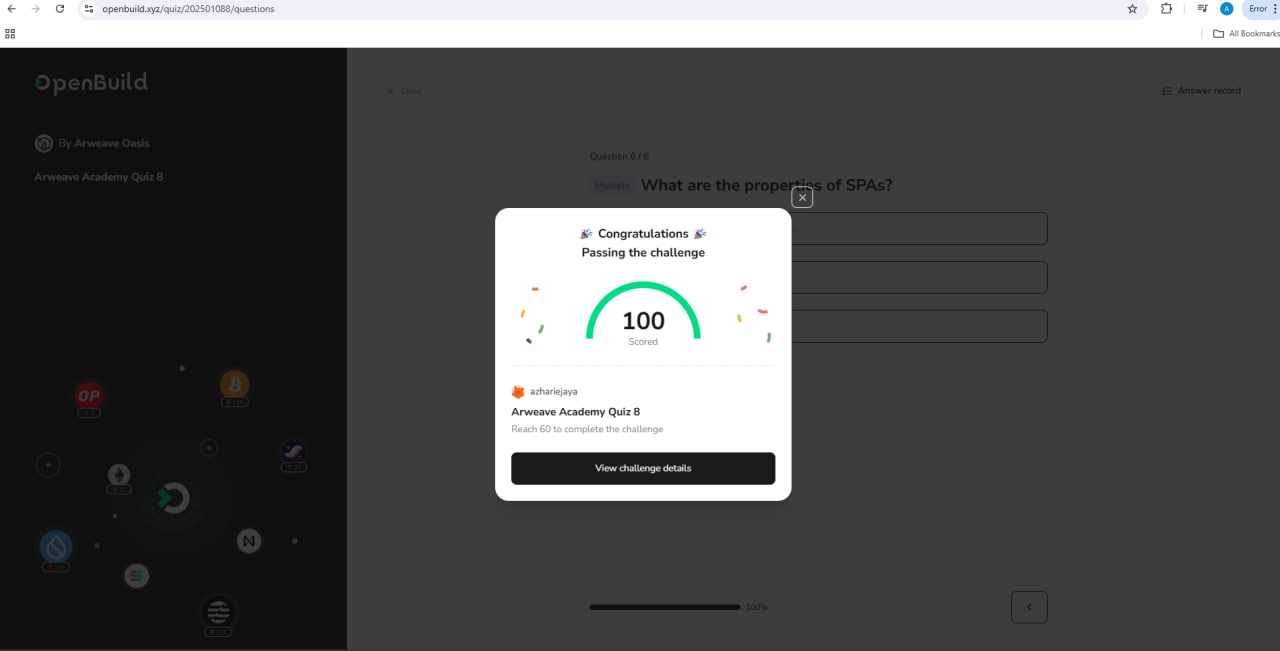 openbuild.xyz/quiz/202501088/questions
A
Error
All Bookmarks
OpenBuild
By Arweave Oasis
Arweave Academy Quiz 8
Close
Answer record
Question 6 / 6
Multiple What are the properties of SPAs?
Congratulations
Passing the challenge
100
Scored
azhariejaya
Arweave Academy Quiz 8
Reach 60 to complete the challenge
View challenge details
OP
100%